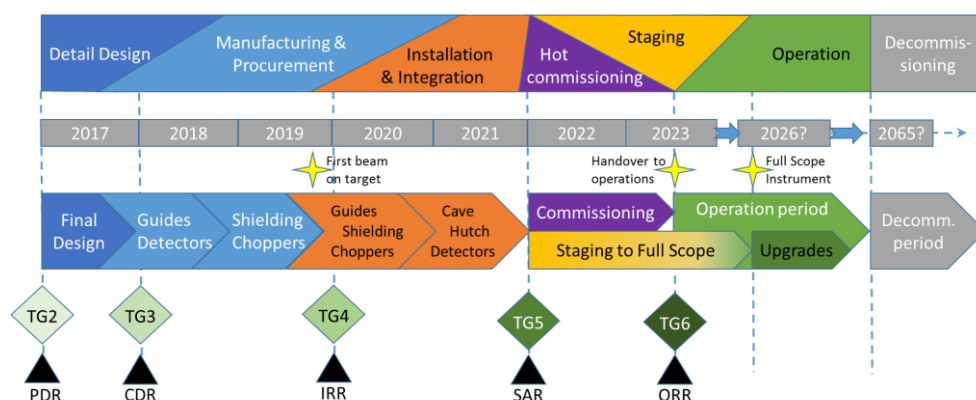 Detail Design
Manufacturing &
Procurement
Installation
& Integration
Hot
commissioning
Staging
Operation
Decommis-
sioning
2017
2018
2019
2020
2021
2022
2023
2026?
2065?
First beam
on target
Handover to
operations
Full Scope
Instrument
Final
Design
Guides
Detectors
Shielding
Choppers
Guides
Shielding
Choppers
Cave
Hutch
Detectors
Commissioning
Staging to Full Scope
Operation period
Upgrades
Decomm.
period
TG2
TG3
TG4
TG5
TG6
PDR
CDR
IRR
SAR
ORR